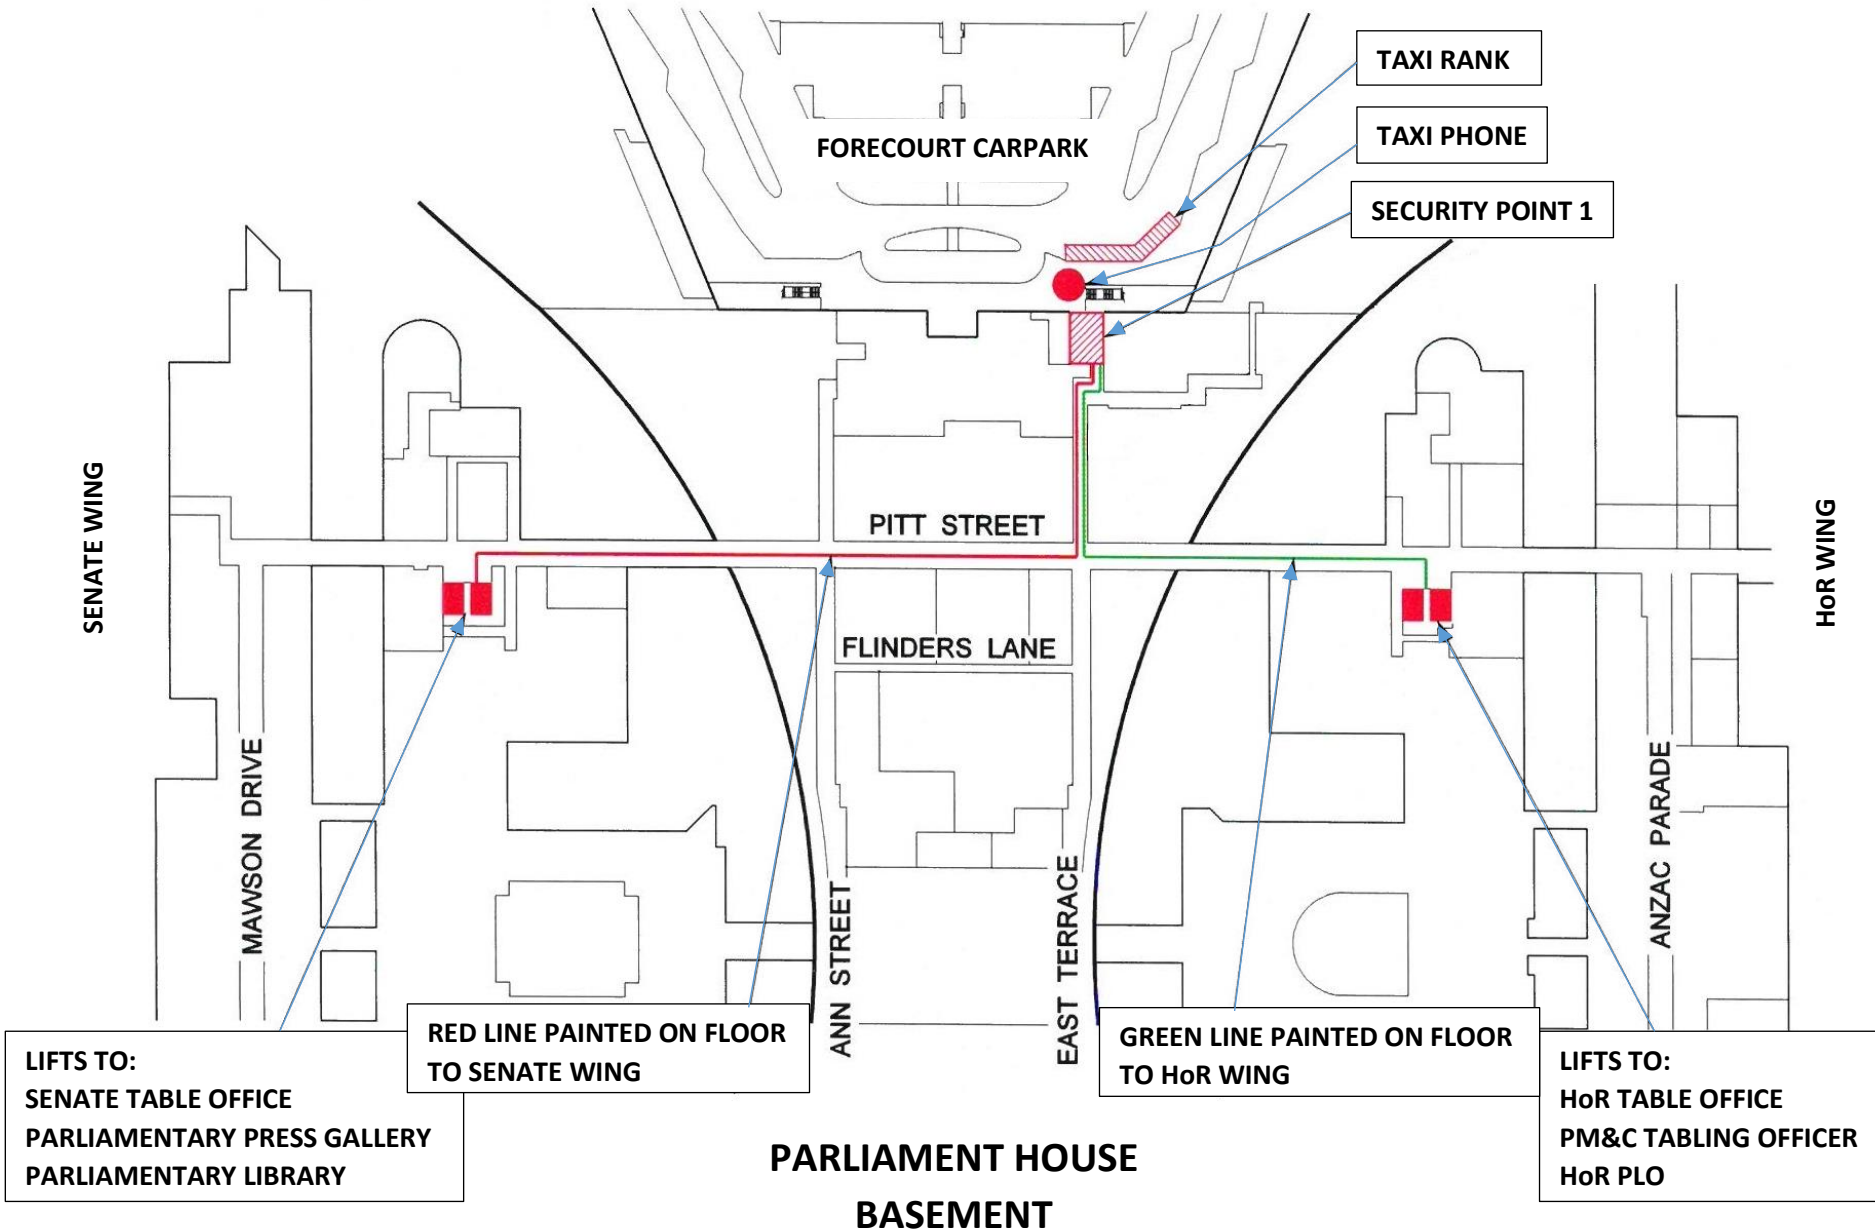 TAXI RANK
TAXI PHONE
FORECOURT CARPARK
SECURITY POINT 1
SENATE WING
HoR WING
PITT STREET
FLINDERS LANE
MAWSON DRIVE
ANN STREET
EAST TERRACE
ANZAC PARADE
RED LINE PAINTED ON FLOOR
TO SENATE WING
GREEN LINE PAINTED ON FLOOR
TO HoR WING
LIFTS TO:
SENATE TABLE OFFICE
PARLIAMENTARY PRESS GALLERY
PARLIAMENTARY LIBRARY
LIFTS TO:
HoR TABLE OFFICE
PM&C TABLING OFFICER
HoR PLO
PARLIAMENT HOUSE
BASEMENT